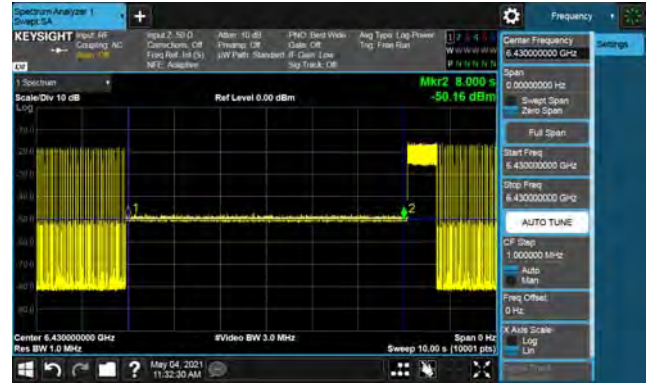 Spectrum Analyzer 1
Swept SA
+
Frequency
KEYSIGHT
Input: RF
Coupling: AC
Align: Off
Input Z: 50 Ω
Corrections: Off
Freq Ref: Int (S)
NFE: Adaptive
Atten: 10 dB
Preamp: Off
µW Path: Standard
PNO: Best Wide
Gate: Off
IF Gain: Low
Sig Track: Off
Avg Type: Log-Power
Trig: Free Run
W W W W W W
P N N N N N
1 Spectrum
Scale/Div 10 dB
Log
Ref Level 0.00 dBm
Mkr2 8.000 s
-50.16 dBm
-10.0
1
2
Center 6.430000000 GHz
Res BW 1.0 MHz
#Video BW 3.0 MHz
Span 0 Hz
Sweep 10.00 s (10001 pts)
May 04, 2021
11:32:30 AM
Center Frequency
6.430000000 GHz
Settings
Span
0.00000000 Hz
Swept Span
Zero Span
Full Span
Start Freq
6.430000000 GHz
Stop Freq
6.430000000 GHz
AUTO TUNE
CF Step
1.000000 MHz
Auto
Man
Freq Offset
0 Hz
X Axis Scale
Log
Lin